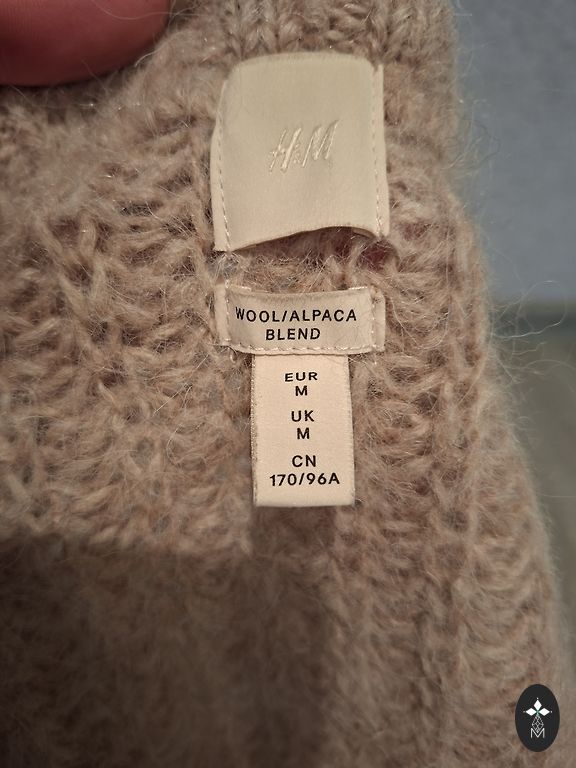 H&M
WOOL/ALPACA
BLEND
EUR
M
UK
M
CN
170/96A
M